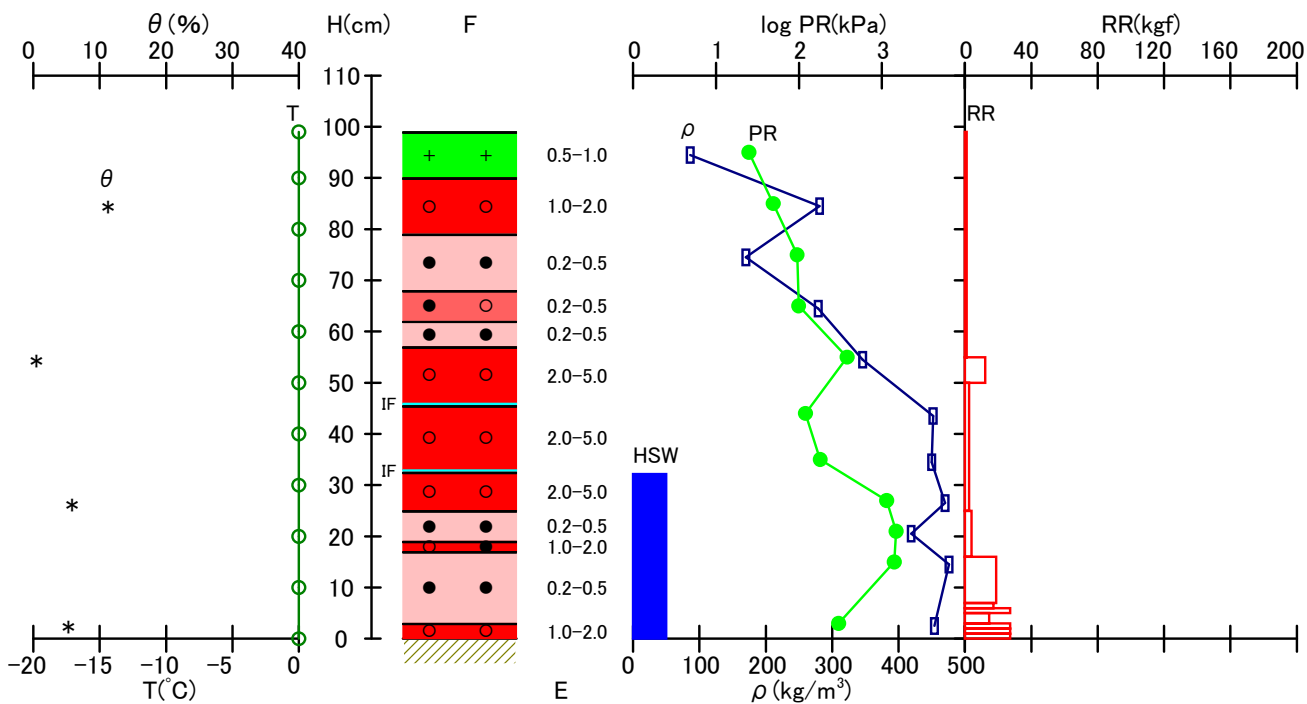 θ (%) H(cm) F log PR(kPa) RR(kgf)
0 10 20 30 40 0 1 2 3 0 40 80 120 160 200
110
T RR
100 ρ PR
0.5−1.0
90
θ
1.0−2.0
80
0.2−0.5
70
0.2−0.5
60 0.2−0.5
2.0−5.0
50
IF
40 2.0−5.0
HSW
IF
30 2.0−5.0
0.2−0.5
20
1.0−2.0
10 0.2−0.5
1.0−2.0
0
−20 −15 −10 −5 0 0 100 200 300 400 500
T(°C) E ρ (kg/m³)